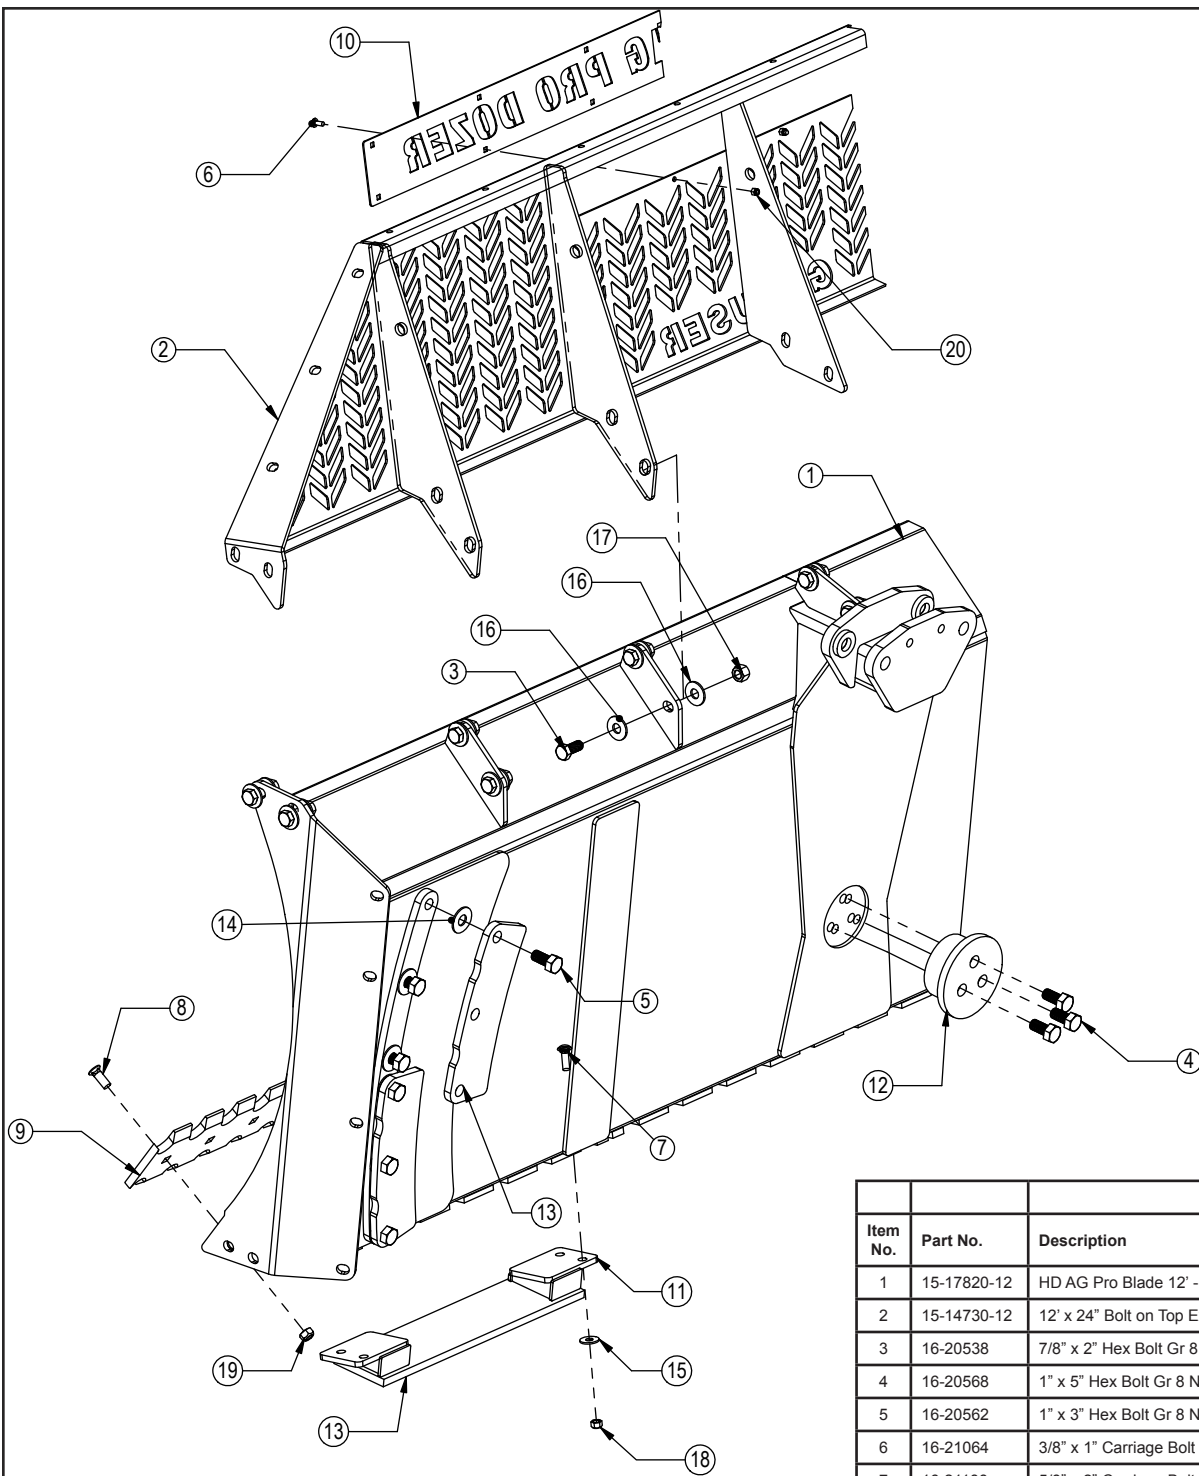 10
6
2
20
1
17
16
16
3
14
5
8
9
7
4
12
13
11
19
13
15
18
Item No.
Part No.
Description
1 15-17820-12 HD AG Pro Blade 12' -
2 15-14730-12 12' x 24" Bolt on Top E
3 16-20538 7/8" x 2" Hex Bolt Gr 8
4 16-20568 1" x 5" Hex Bolt Gr 8 N
5 16-20562 1" x 3" Hex Bolt Gr 8 N
6 16-21064 3/8" x 1" Carriage Bolt